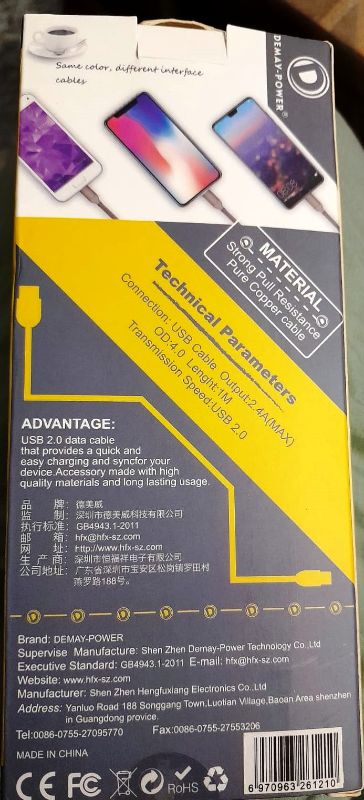 Same color, different interface
cables
DEMAY-POWER®
MATERIAL
Strong Pull Resistance
Pure Copper cable
Technical Parameters
Connection: USB Cable Output:2.4A(MAX)
OD:4.0 Lenght:1M
Transmission Speed:USB 2.0
ADVANTAGE:
USB 2.0 data cable
that provides a quick and
easy charging and syncfor your
device.Accessory made with high
quality materials and long lasting usage.
品 牌: 德美威
监 制: 深圳市德美威科技有限公司
执行标准: GB4943.1-2011
邮 箱: hfx@hfx-sz.com
网 址: http://www.hfx-sz.com
生 产 商: 深圳市恒福祥电子有限公司
公司地址: 广东省深圳市宝安区松岗镇罗田村
燕罗路188号。
Brand: DEMAY-POWER
Supervise Manufacture: Shen Zhen Demay-Power Technology Co.,Ltd
Executive Standard: GB4943.1-2011 E-mail: hfx@hfx-sz.com
Website: www.hfx-sz.com
Manufacturer: Shen Zhen Hengfuxiang Electronics Co.,Ltd
Address: Yanluo Road 188 Songgang Town,Luotian Village,Baoan Area shenzhen
in Guangdong provice.
Tel:0086-0755-27095770 Fax:0086-0755-27553206
MADE IN CHINA
CE FC RoHS
6 970963 261210